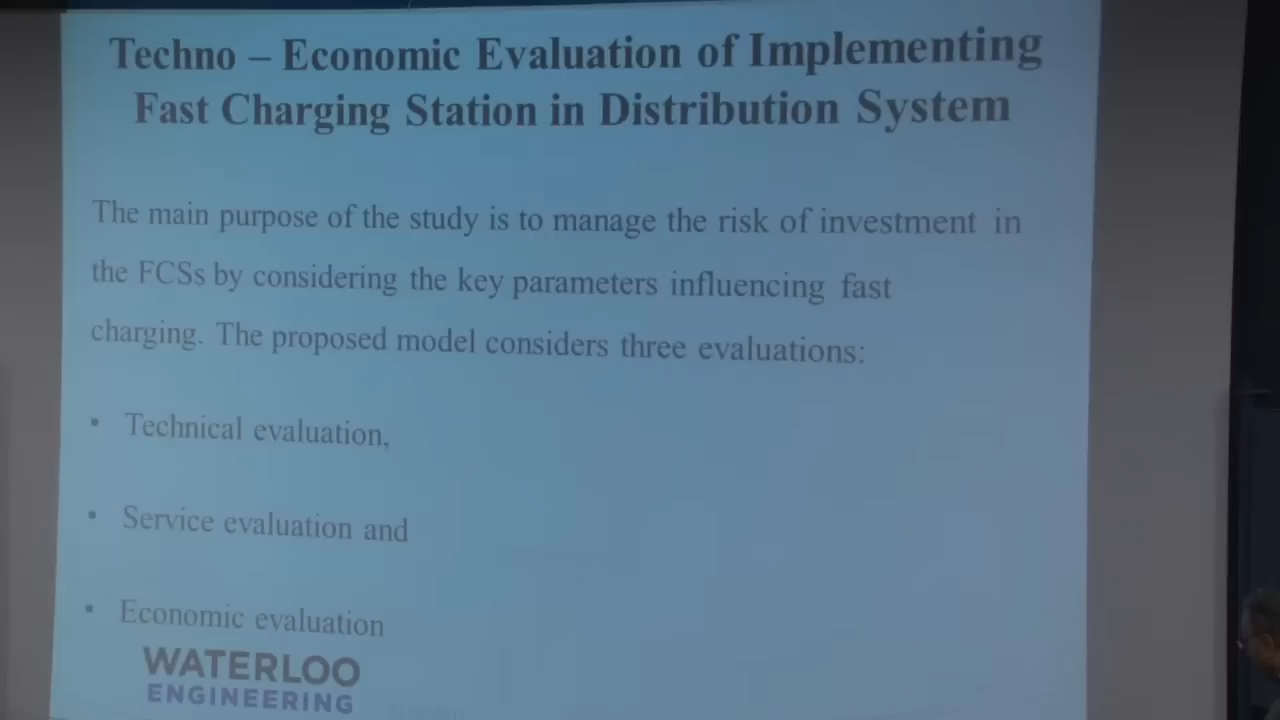 Techno – Economic Evaluation of Implementing
Fast Charging Station in Distribution System
The main purpose of the study is to manage the risk of investment in
the FCSs by considering the key parameters influencing fast
charging. The proposed model considers three evaluations:
• Technical evaluation,
• Service evaluation and
• Economic evaluation
WATERLOO
ENGINEERING